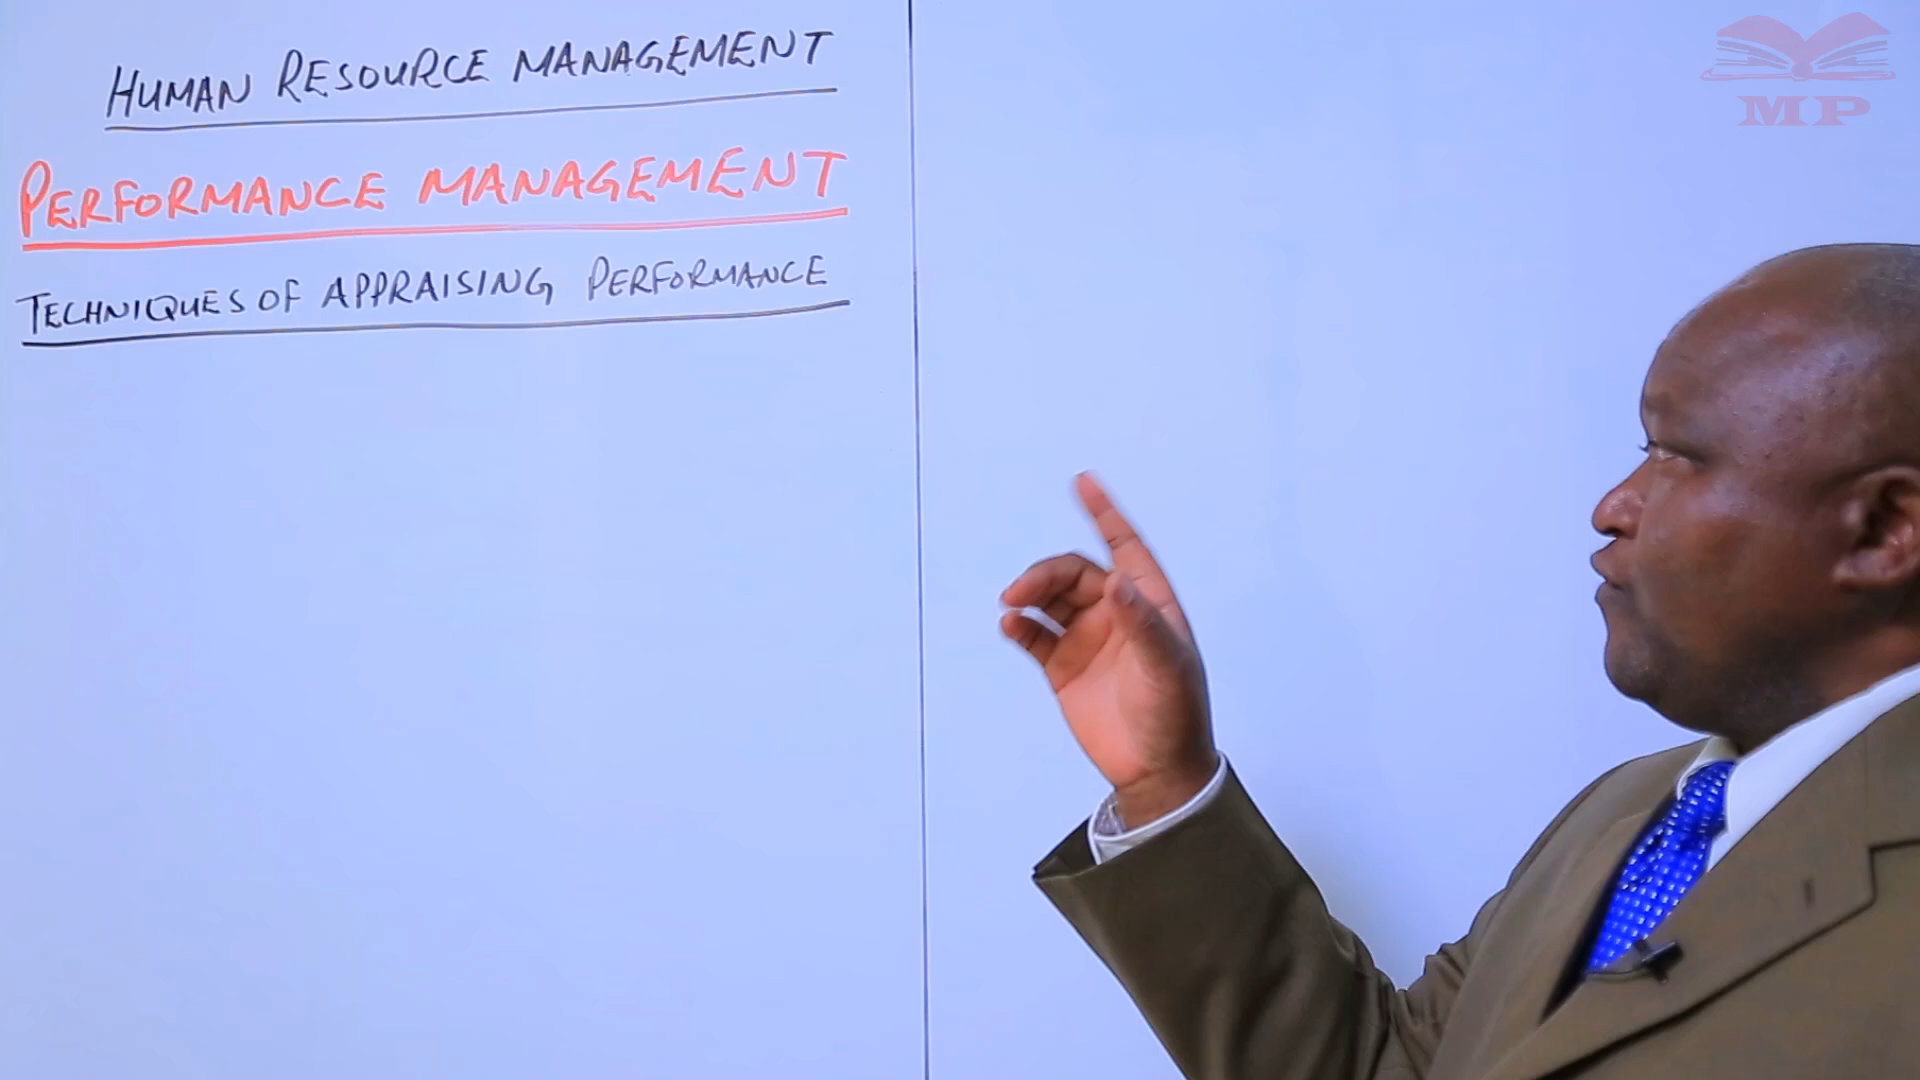 HUMAN RESOURCE MANAGEMENT
PERFORMANCE MANAGEMENT
TECHNIQUES OF APPRAISING PERFORMANCE
MP